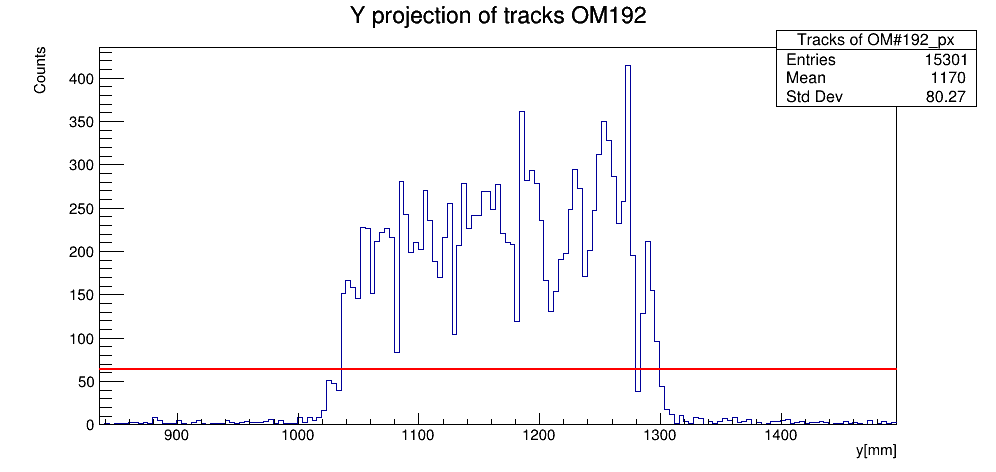 Y projection of tracks OM192
Tracks of OM#192_px
Entries 15301
Mean 1170
Std Dev 80.27
Counts
400
350
300
250
200
150
100
50
0
900 1000 1100 1200 1300 1400
y[mm]